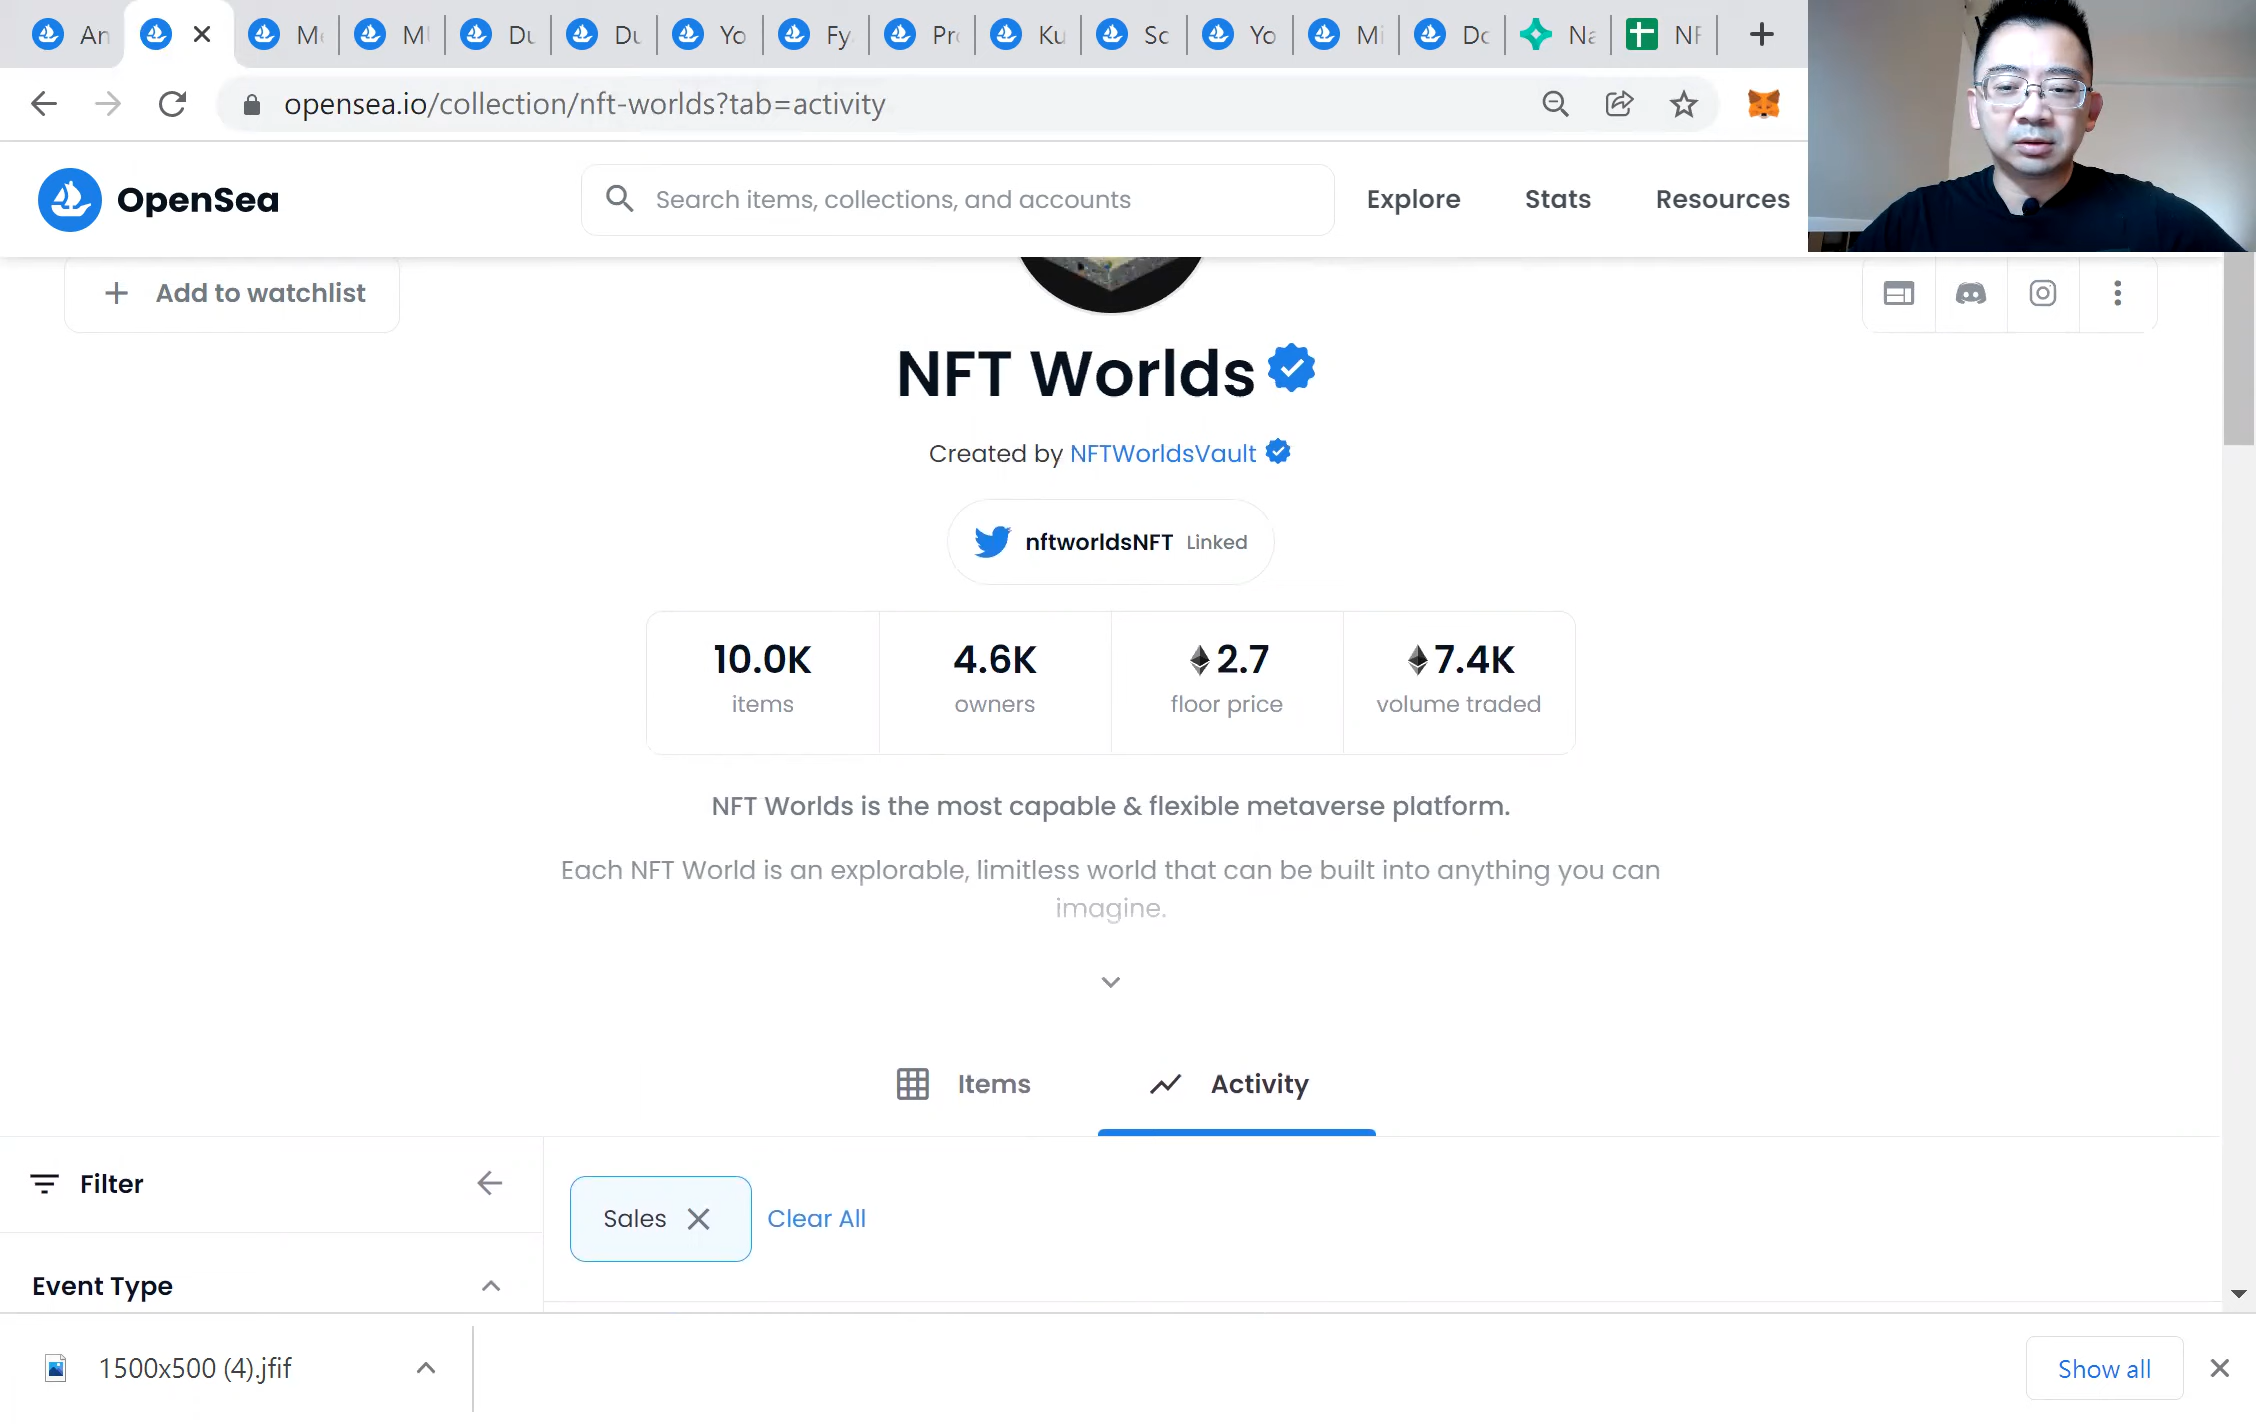 An
Me
Mu
Du
Du
Yo
Fy
Pr
Ku
Sc
Yo
Mi
Do
Na
NF
opensea.io/collection/nft-worlds?tab=activity
OpenSea
Search items, collections, and accounts
Explore
Stats
Resources
Add to watchlist
NFT Worlds
Created by NFTWorldsVault
nftworldsNFT Linked
10.0K
items
4.6K
owners
2.7
floor price
7.4K
volume traded
NFT Worlds is the most capable & flexible metaverse platform.
Each NFT World is an explorable, limitless world that can be built into anything you can
imagine.
Items
Activity
Filter
Sales
Clear All
Event Type
1500x500 (4).jfif
Show all